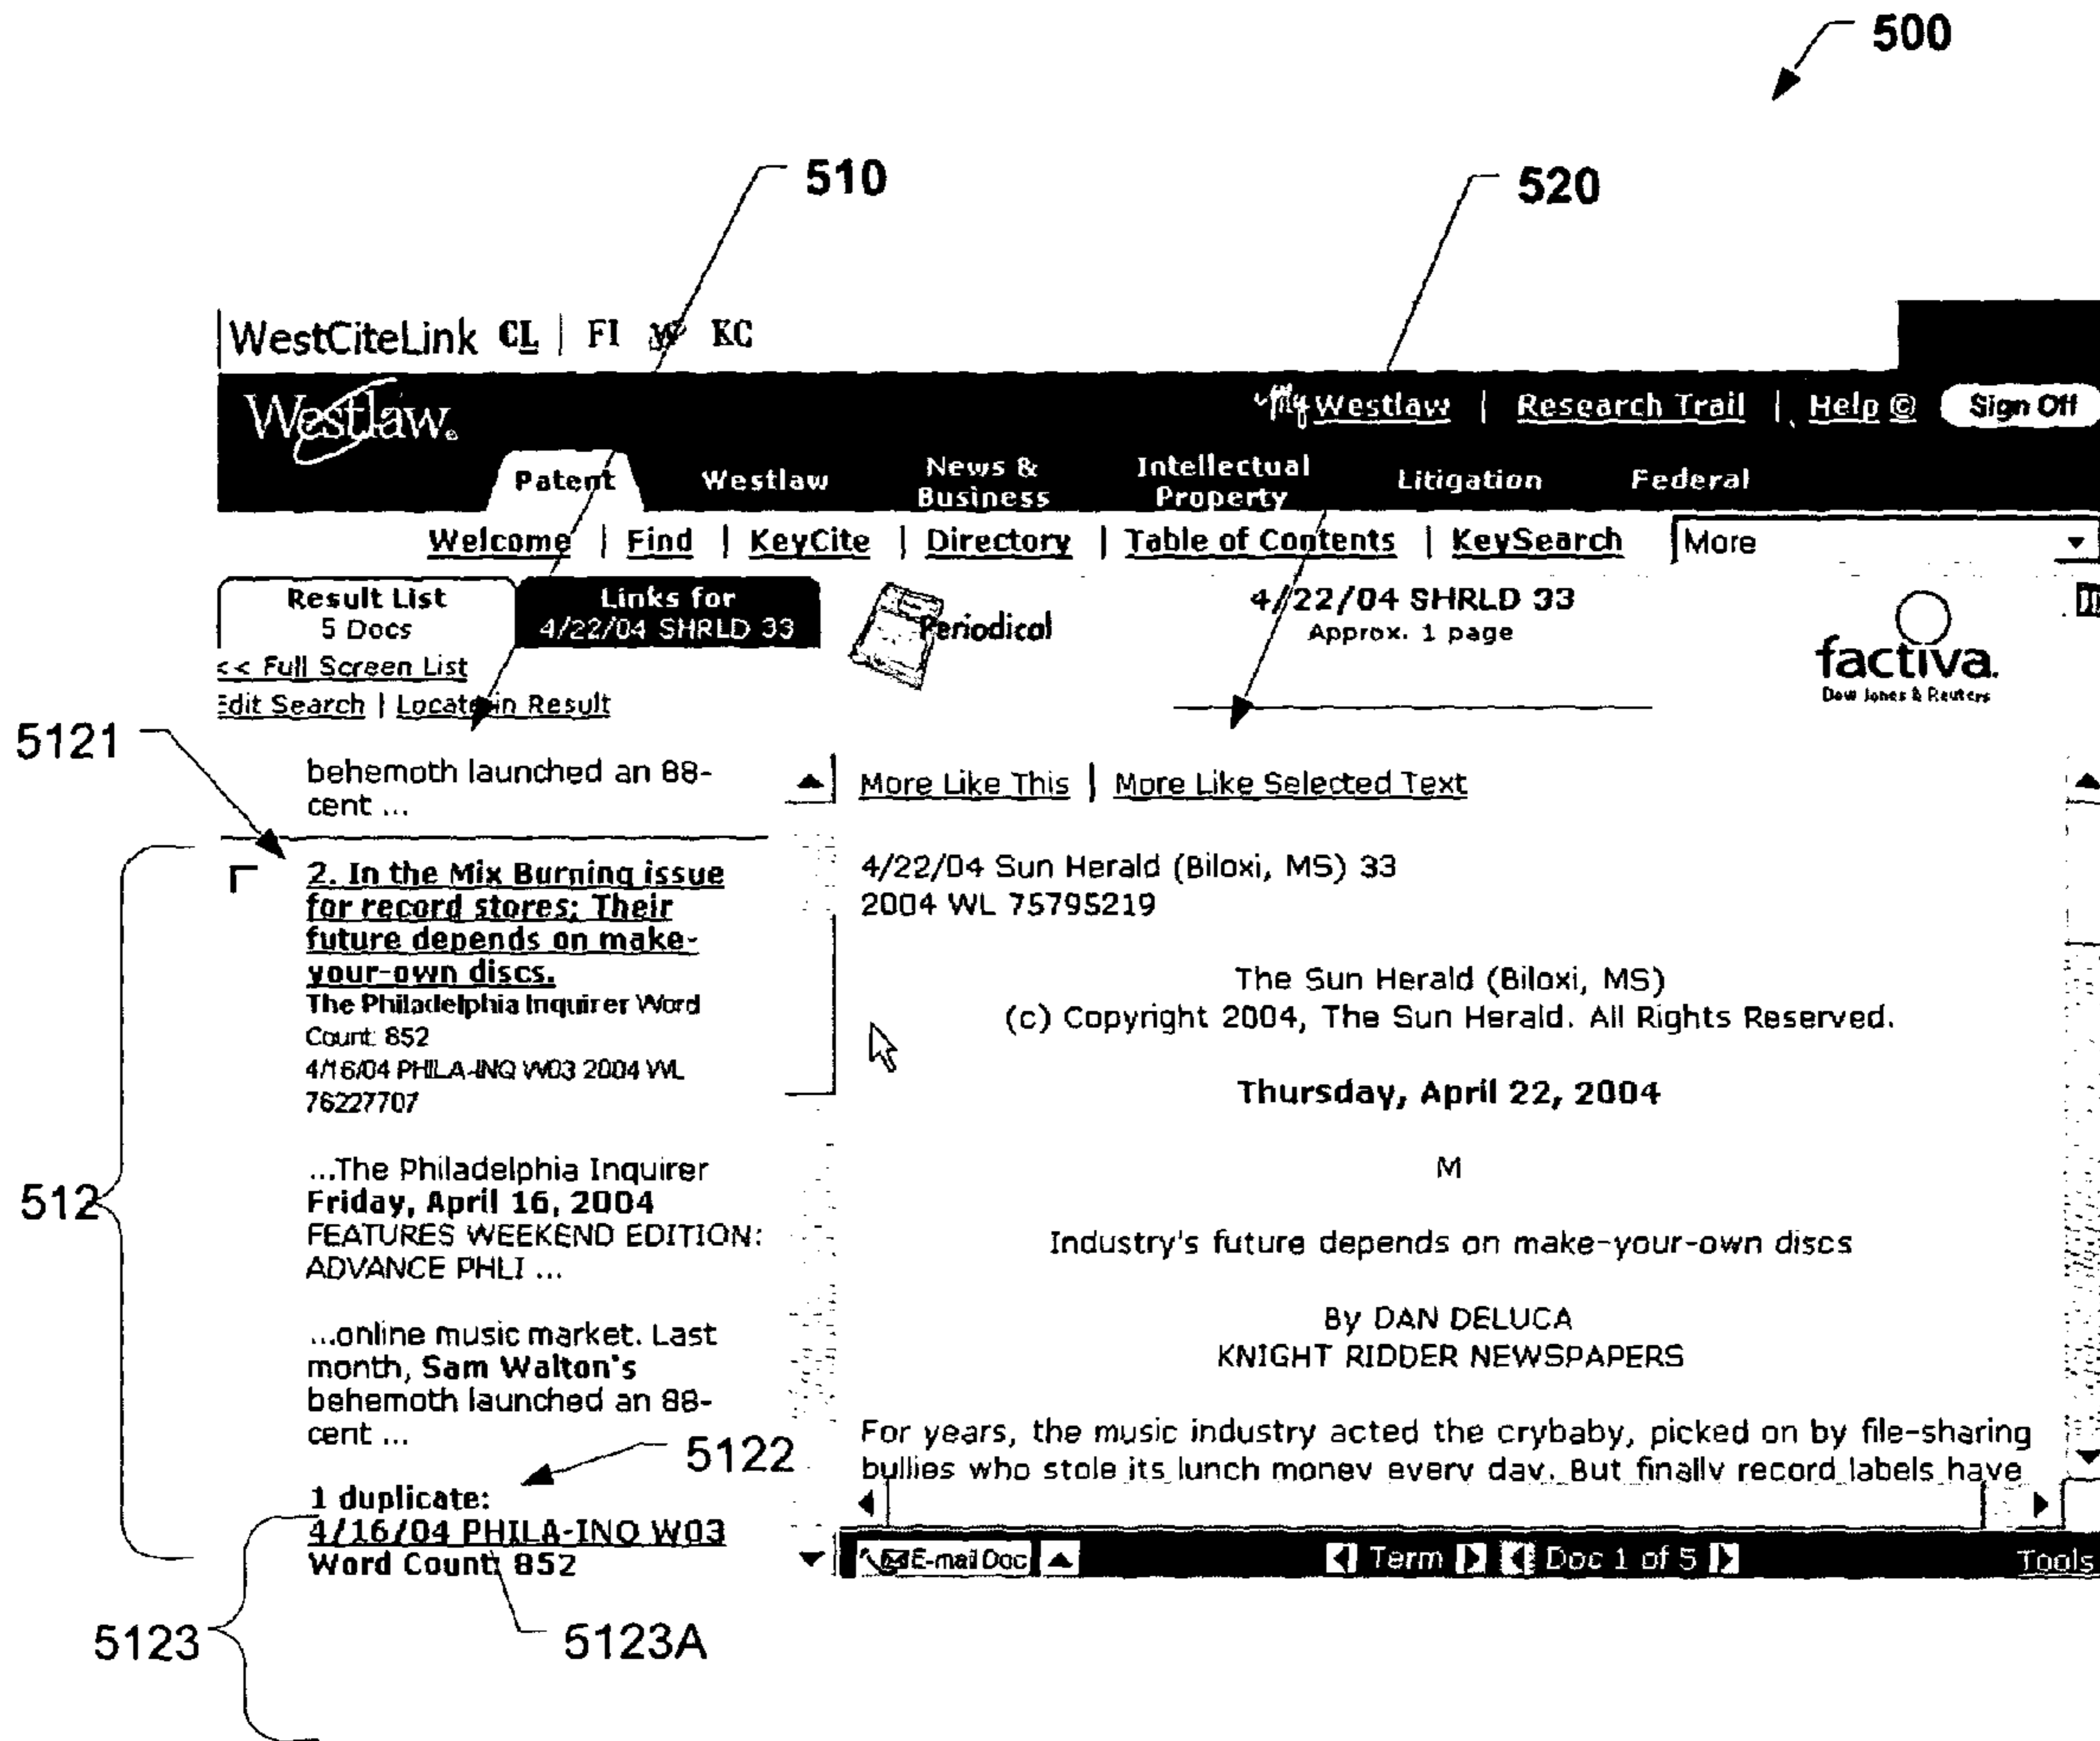 500
510
520
WestCiteLink CL | FI W KC
Westlaw.
My Westlaw | Research Trail | Help © Sign Off
Patent Westlaw News & Business Intellectual Property Litigation Federal
Welcome | Find | KeyCite | Directory | Table of Contents | KeySearch More
Result List
5 Docs
Links for
4/22/04 SHRLD 33
Periodical
4/22/04 SHRLD 33
Approx. 1 page
factiva.
Dow Jones & Reuters
<< Full Screen List
Edit Search | Locate in Result
5121
behemoth launched an 88-
cent ...
2. In the Mix Burning issue
for record stores; Their
future depends on make-
your-own discs.
The Philadelphia Inquirer Word
Count: 852
4/16/04 PHILA-INQ W03 2004 WL
76227707
512
...The Philadelphia Inquirer
Friday, April 16, 2004
FEATURES WEEKEND EDITION:
ADVANCE PHLI ...
...online music market. Last
month, Sam Walton's
behemoth launched an 88-
cent ...
5122
1 duplicate:
4/16/04 PHILA-INQ W03
Word Count: 852
5123
5123A
More Like This | More Like Selected Text
4/22/04 Sun Herald (Biloxi, MS) 33
2004 WL 75795219
The Sun Herald (Biloxi, MS)
(c) Copyright 2004, The Sun Herald. All Rights Reserved.
Thursday, April 22, 2004
M
Industry's future depends on make-your-own discs
By DAN DELUCA
KNIGHT RIDDER NEWSPAPERS
For years, the music industry acted the crybaby, picked on by file-sharing
bullies who stole its lunch money every day. But finally record labels have
E-mail Doc Term Doc 1 of 5 Tools